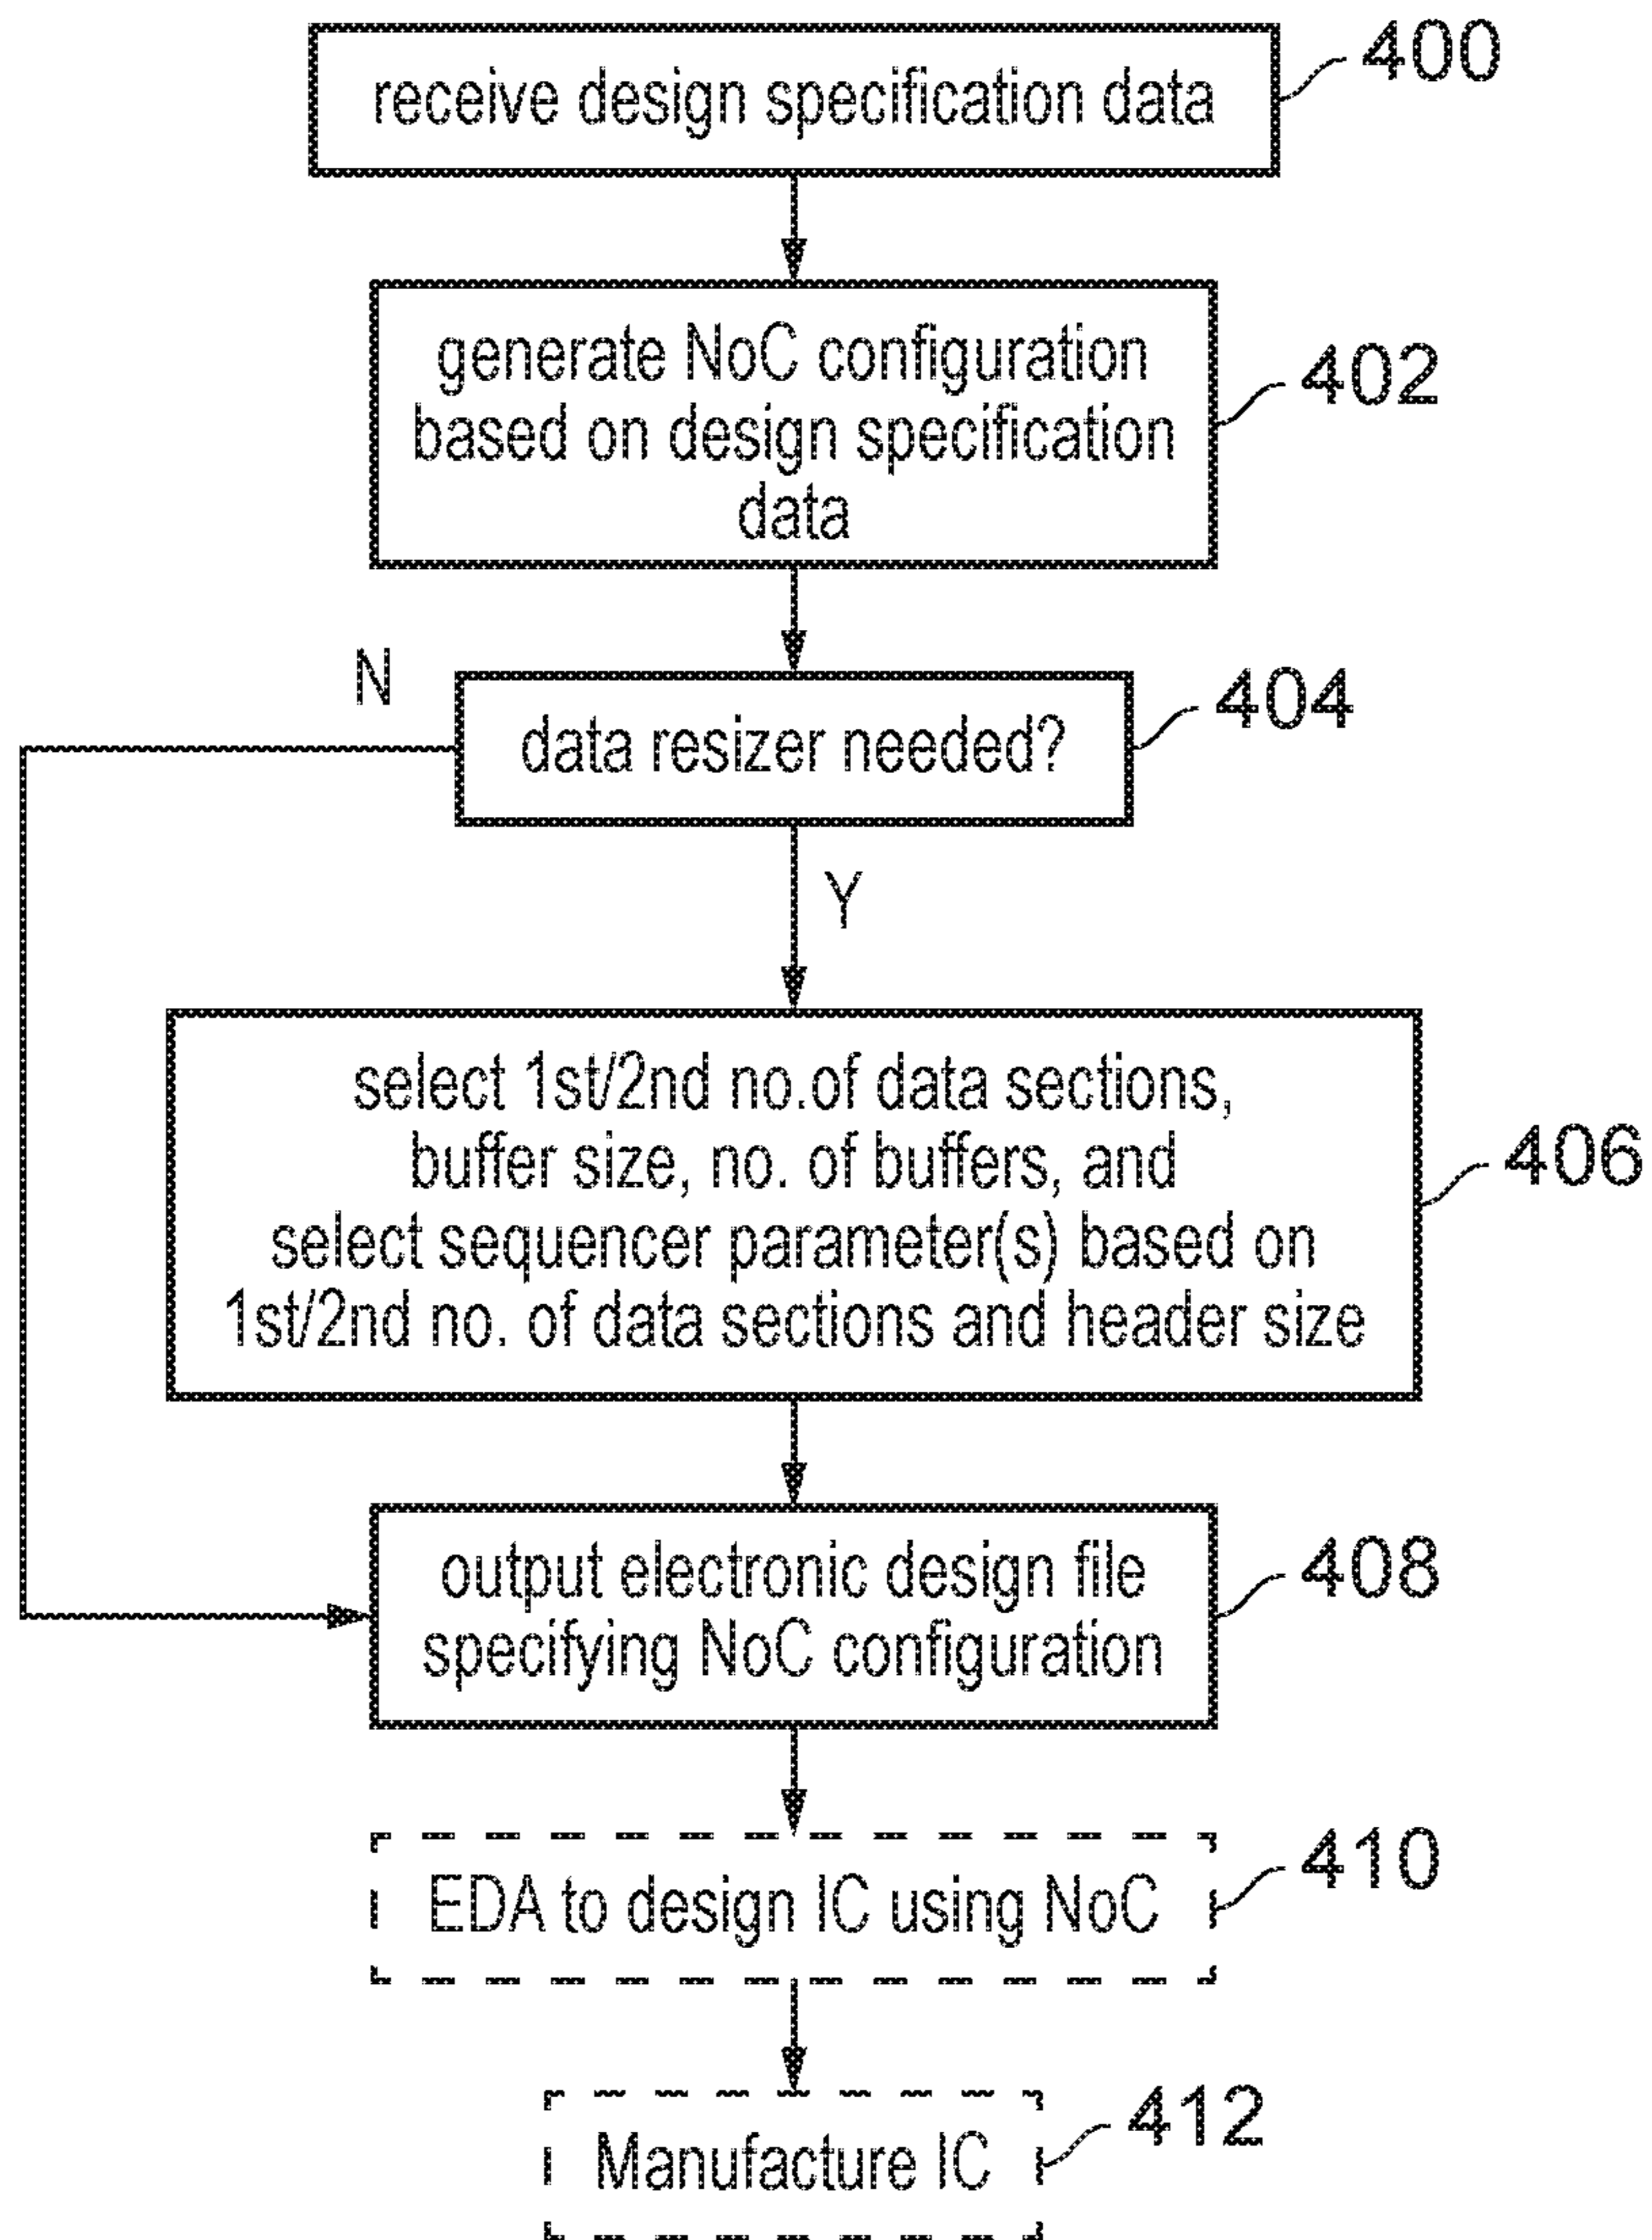 receive design specification data
400
generate NoC configuration
based on design specification
data
402
N
data resizer needed?
404
Y
select 1st/2nd no.of data sections,
buffer size, no. of buffers, and
select sequencer parameter(s) based on
1st/2nd no. of data sections and header size
406
output electronic design file
specifying NoC configuration
408
EDA to design IC using NoC
410
Manufacture IC
412